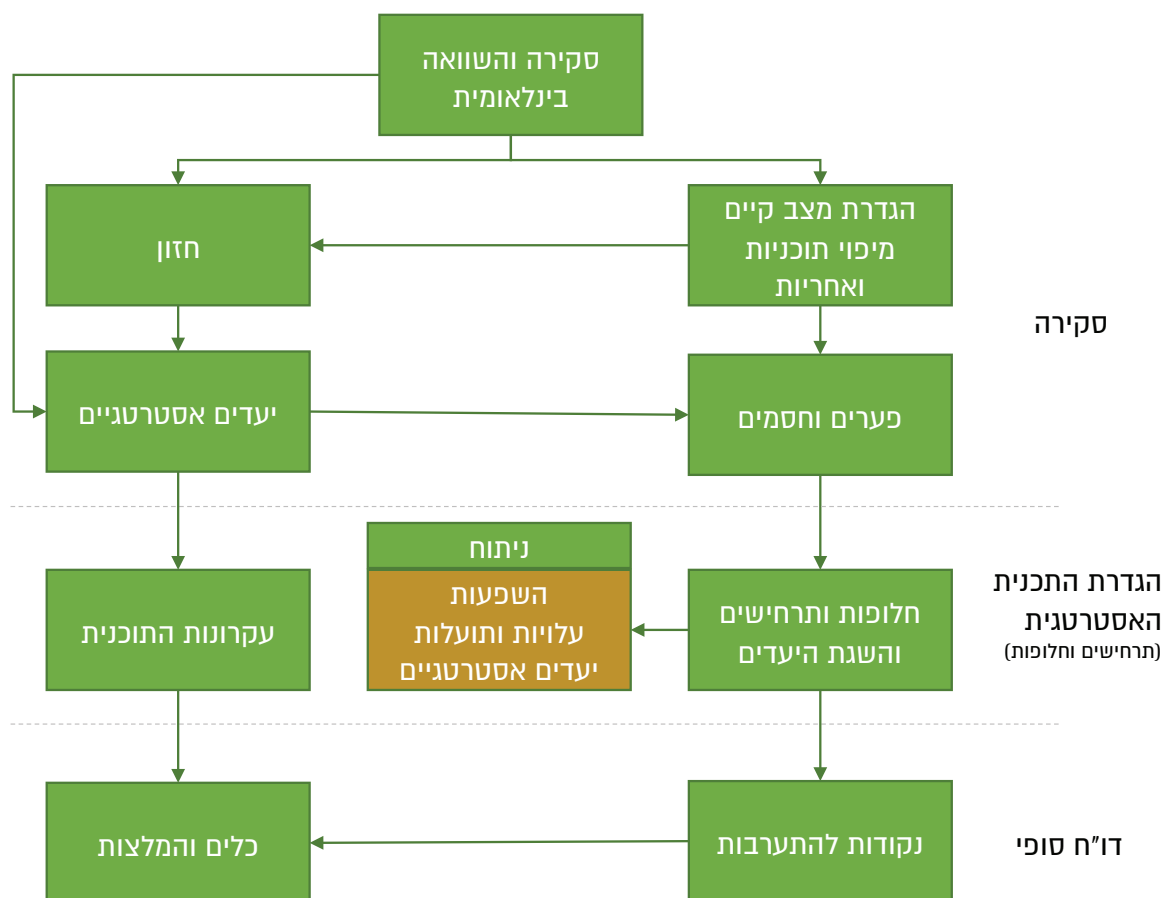 סקירה והשוואה
בינלאומית
הגדרת מצב קיים
מיפוי תוכניות
ואחריות
חזון
סקירה
פערים וחסמים
יעדים אסטרטגיים
הגדרת התכנית
האסטרטגית
(תרחישים וחלופות)
חלופות ותרחישים
והשגת היעדים
ניתוח
השפעות
עלויות ותועלות
יעדים אסטרטגיים
עקרונות התוכנית
דו"ח סופי
נקודות להתערבות
כלים והמלצות